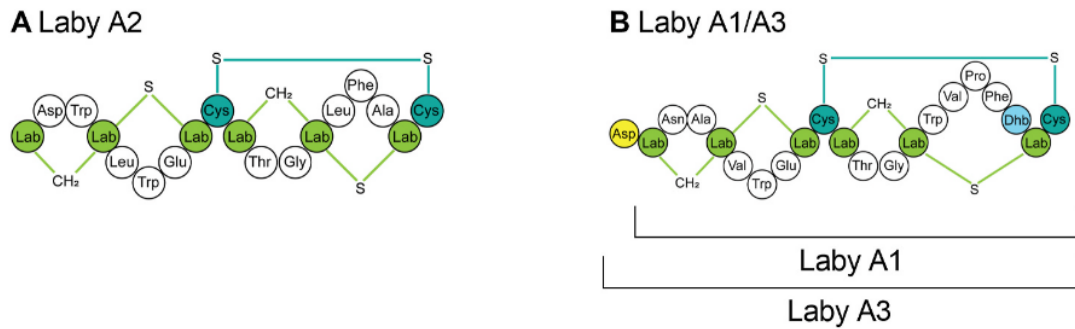 A Laby A2
S S
S CH₂ Phe
Asp Trp Cys Leu Ala Cys
Lab Lab Lab Lab Lab Lab
Leu Glu Thr Gly
CH₂ Trp S
B Laby A1/A3
S S
S CH₂ Pro
Val Phe
Asp Asn Ala Cys Trp Dhb Cys
Lab Lab Lab Lab Lab Lab
Val Glu Thr Gly
CH₂ Trp S
Laby A1
Laby A3